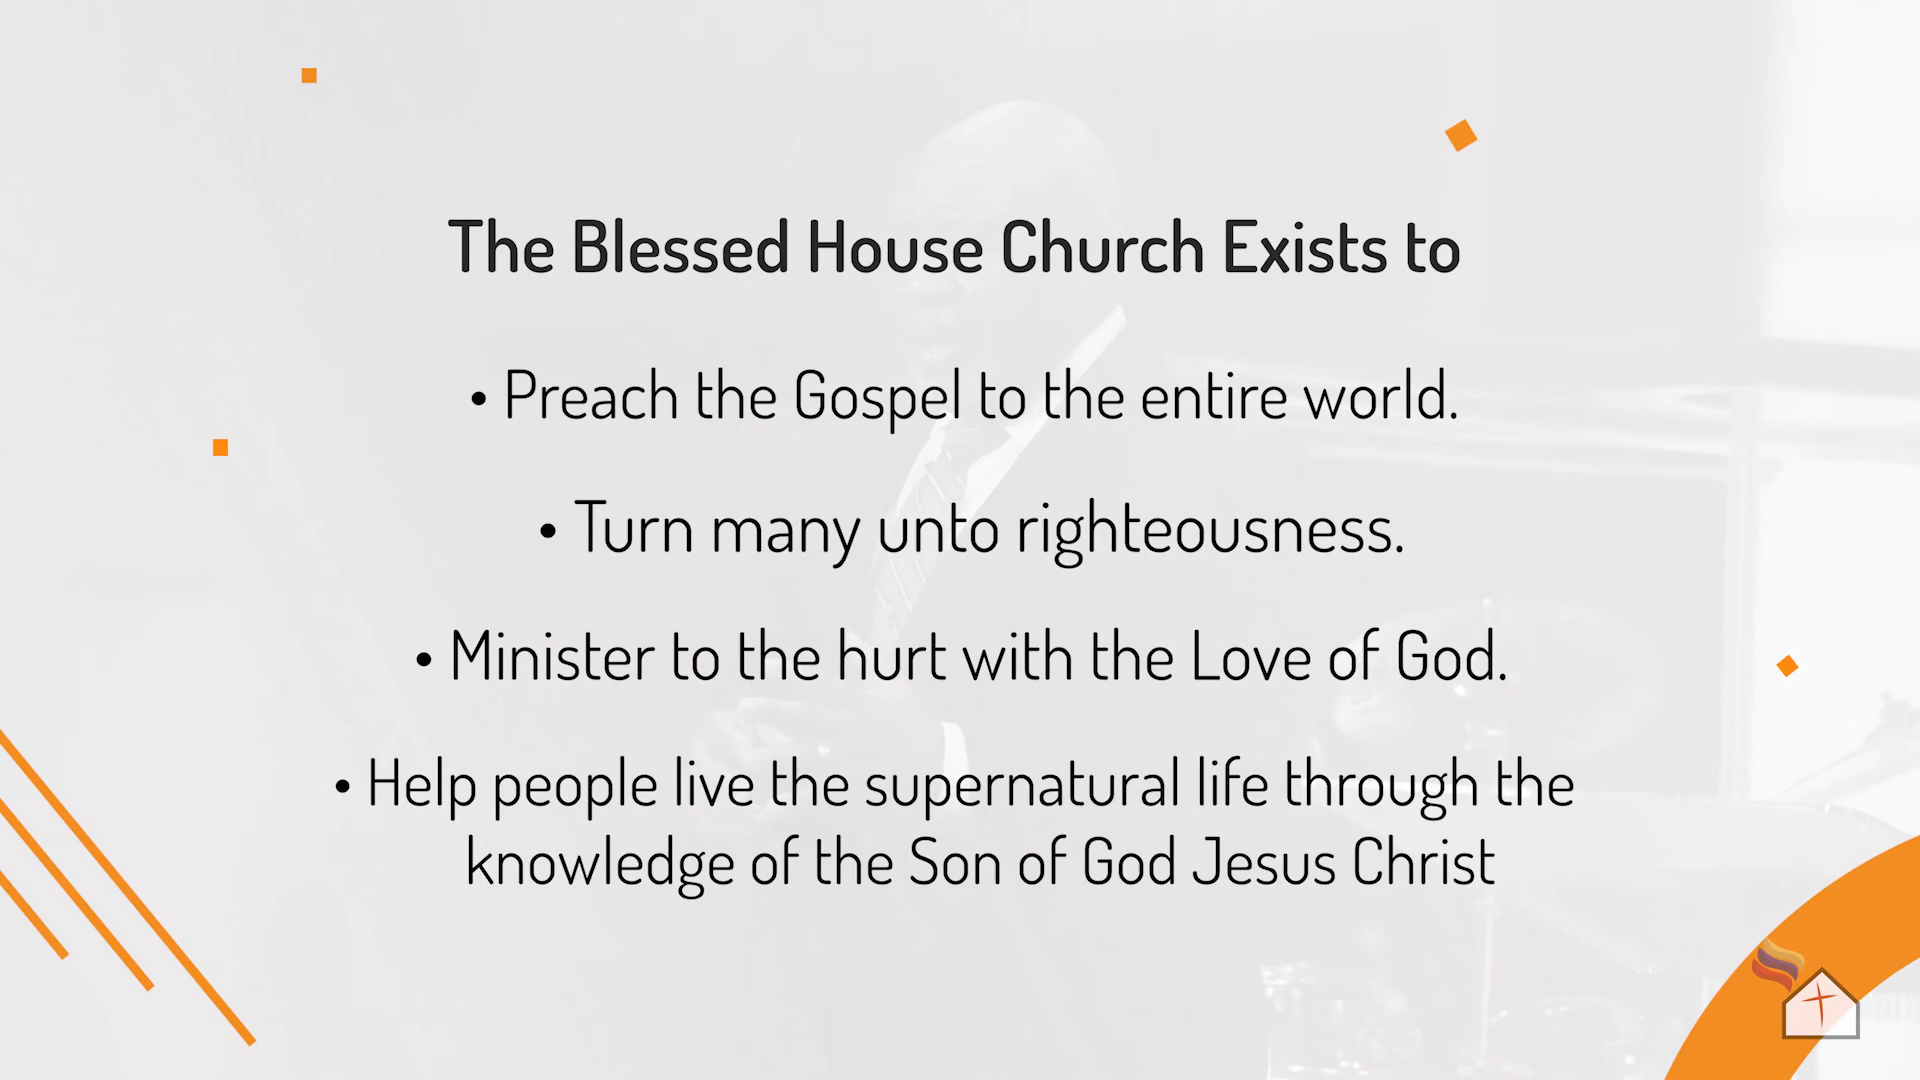 The Blessed House Church Exists to
• Preach the Gospel to the entire world.
• Turn many unto righteousness.
• Minister to the hurt with the Love of God.
• Help people live the supernatural life through the
knowledge of the Son of God Jesus Christ